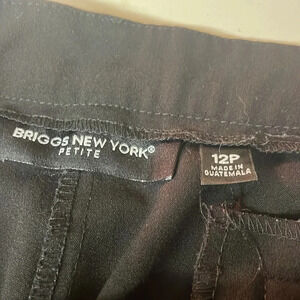 BRIGGS NEW YORK®
PETITE
12P
MADE IN
GUATEMALA